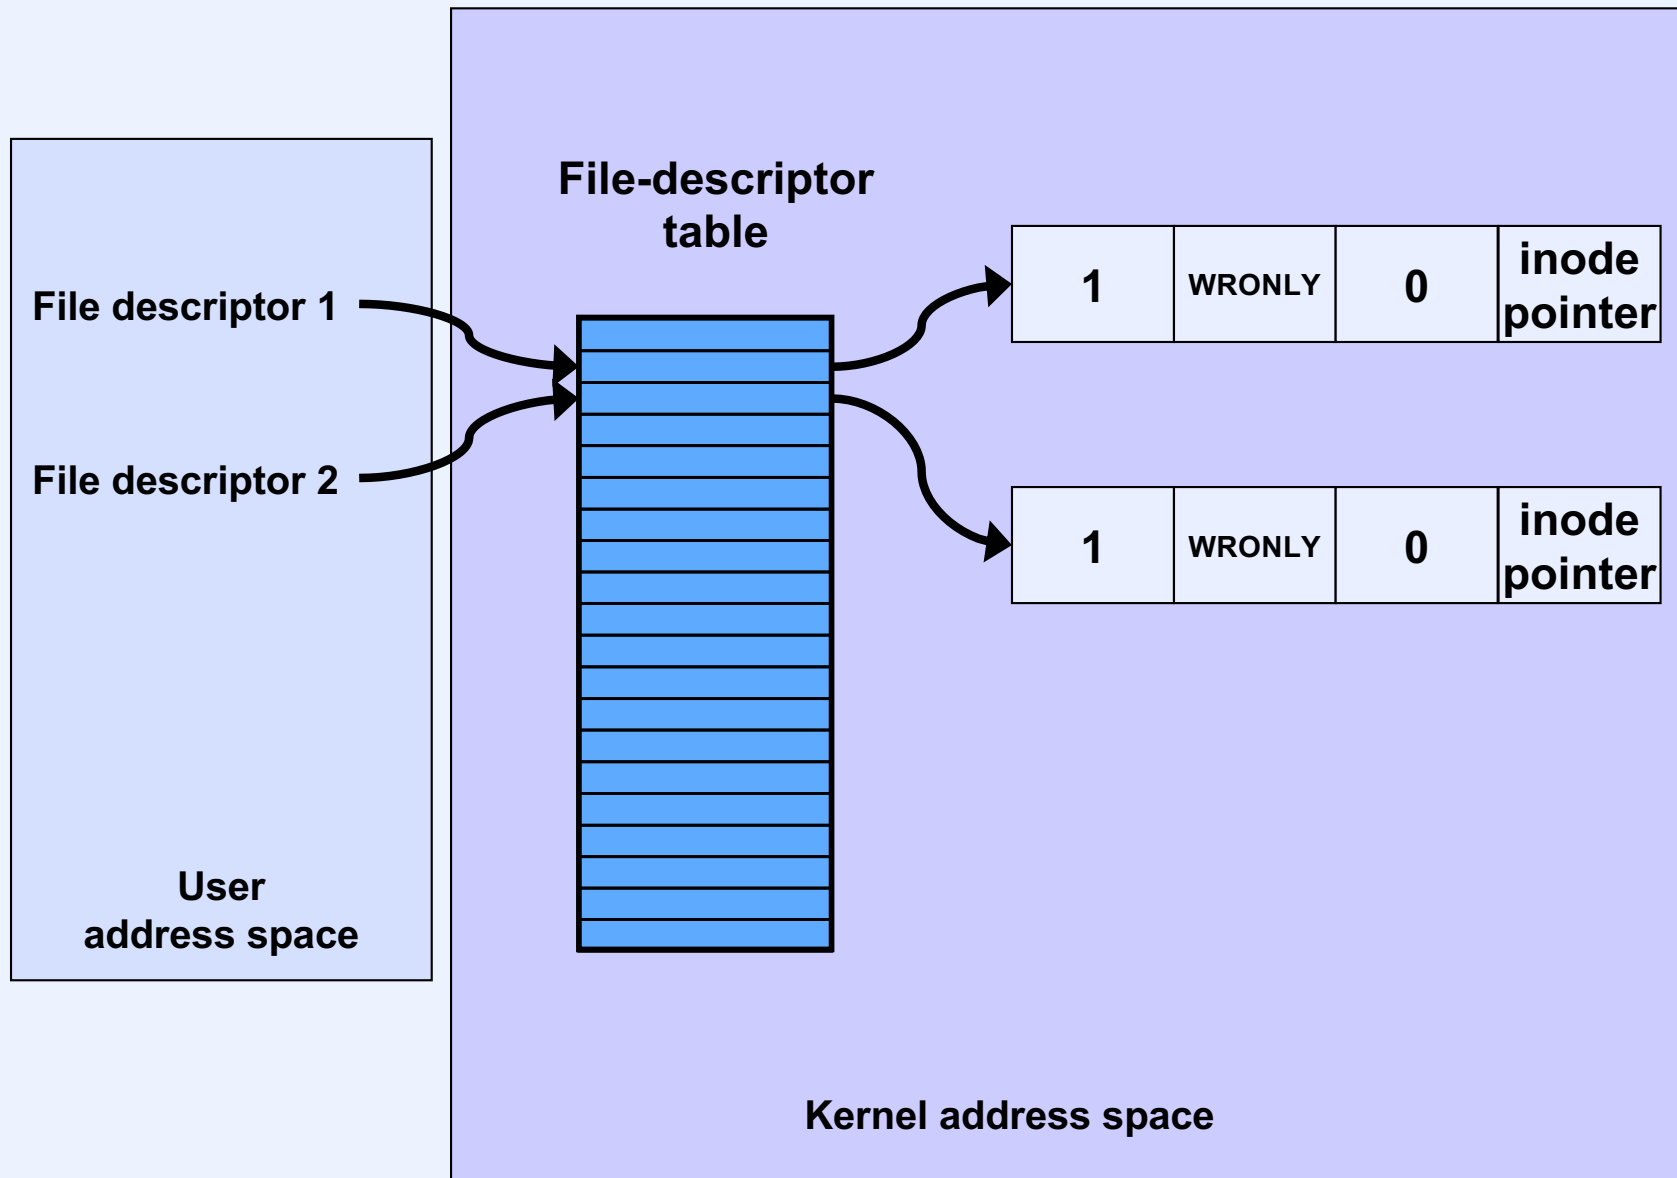 File-descriptor
table
File descriptor 1
File descriptor 2
1
WRONLY
0
inode
pointer
1
WRONLY
0
inode
pointer
User
address space
Kernel address space